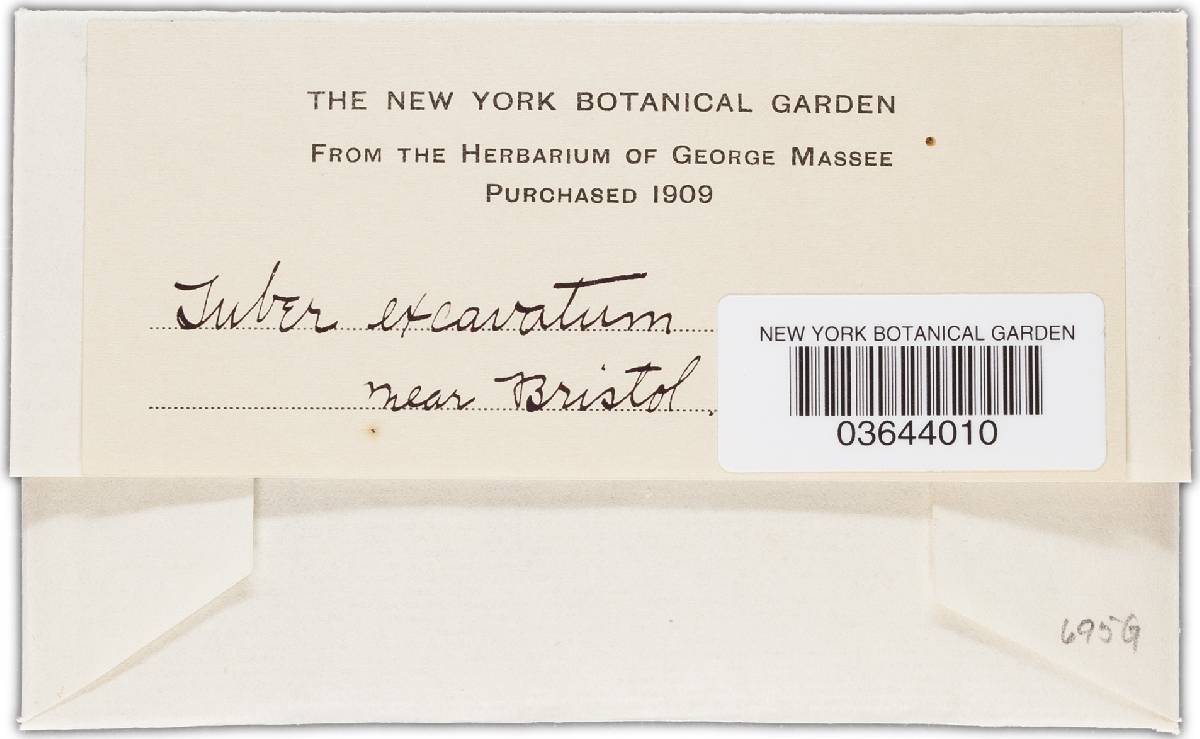 THE NEW YORK BOTANICAL GARDEN
FROM THE HERBARIUM OF GEORGE MASSEE
PURCHASED 1909
Tuber excavatum
near Bristol.
NEW YORK BOTANICAL GARDEN
03644010
695G